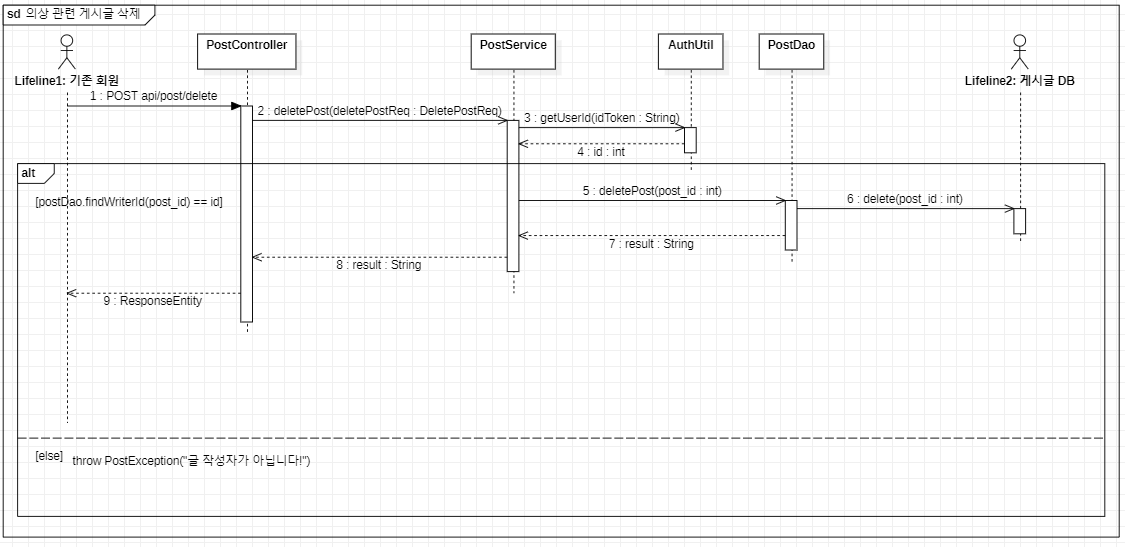 sd 의상 관련 게시글 삭제
PostController
PostService
AuthUtil
PostDao
Lifeline1: 기존 회원
Lifeline2: 게시글 DB
1 : POST api/post/delete
2 : deletePost(deletePostReq : DeletePostReq)
3 : getUserId(idToken : String)
4 : id : int
alt
[postDao.findWriterId(post_id) == id]
5 : deletePost(post_id : int)
6 : delete(post_id : int)
7 : result : String
8 : result : String
9 : ResponseEntity
[else]
throw PostException("글 작성자가 아닙니다!")